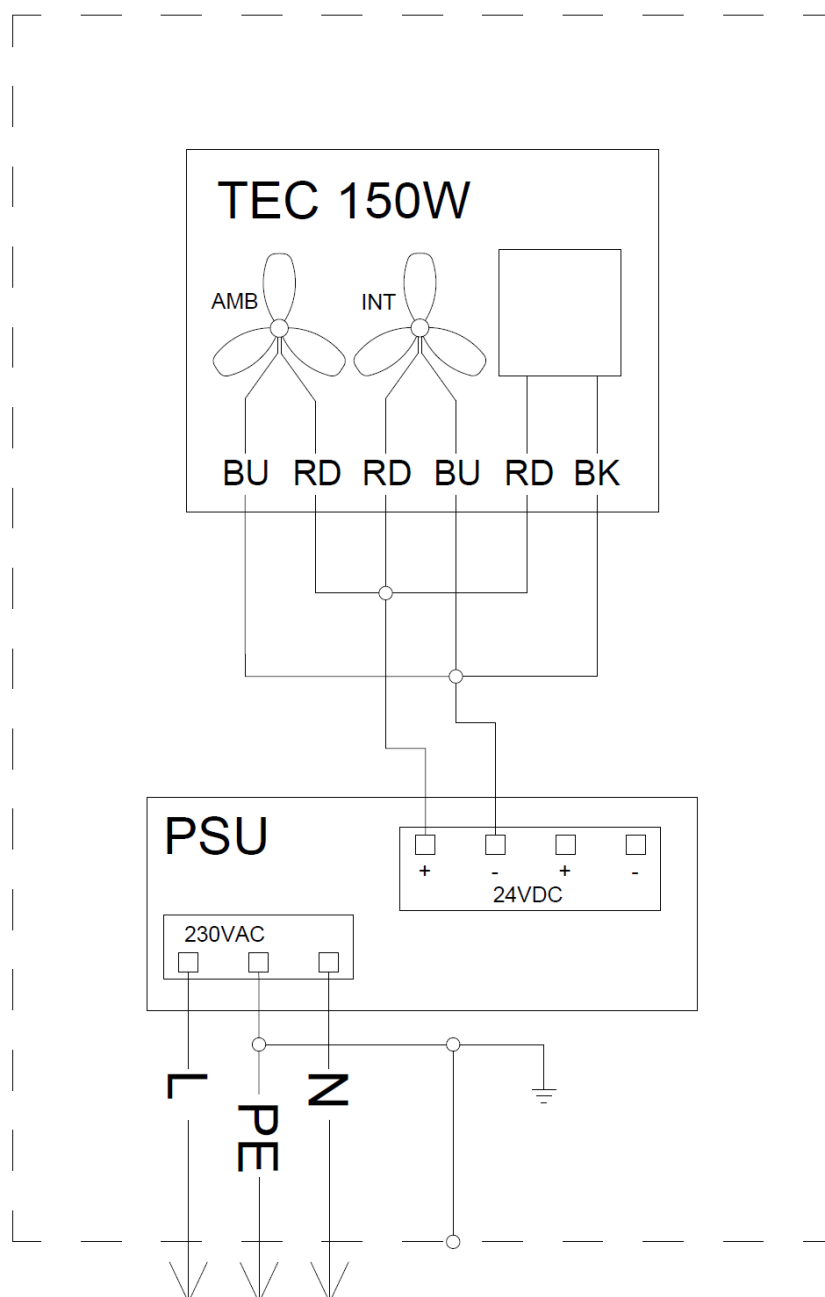 TEC 150W
AMB INT
BU RD RD BU RD BK
PSU
+ - + -
24VDC
230VAC
L PE N